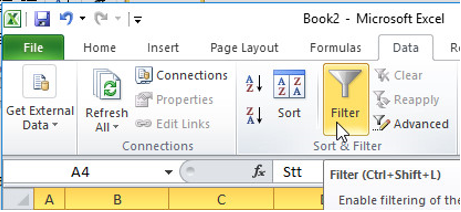 Book2 - Microsoft Excel
File Home Insert Page Layout Formulas Data
Get External Data
Refresh All
Connections
Properties
Edit Links
Connections
A Z
Z A
Sort
Filter
Clear
Reapply
Advanced
Sort & Filter
A4 fx Stt
Filter (Ctrl+Shift+L)
A B C
Enable filtering of the